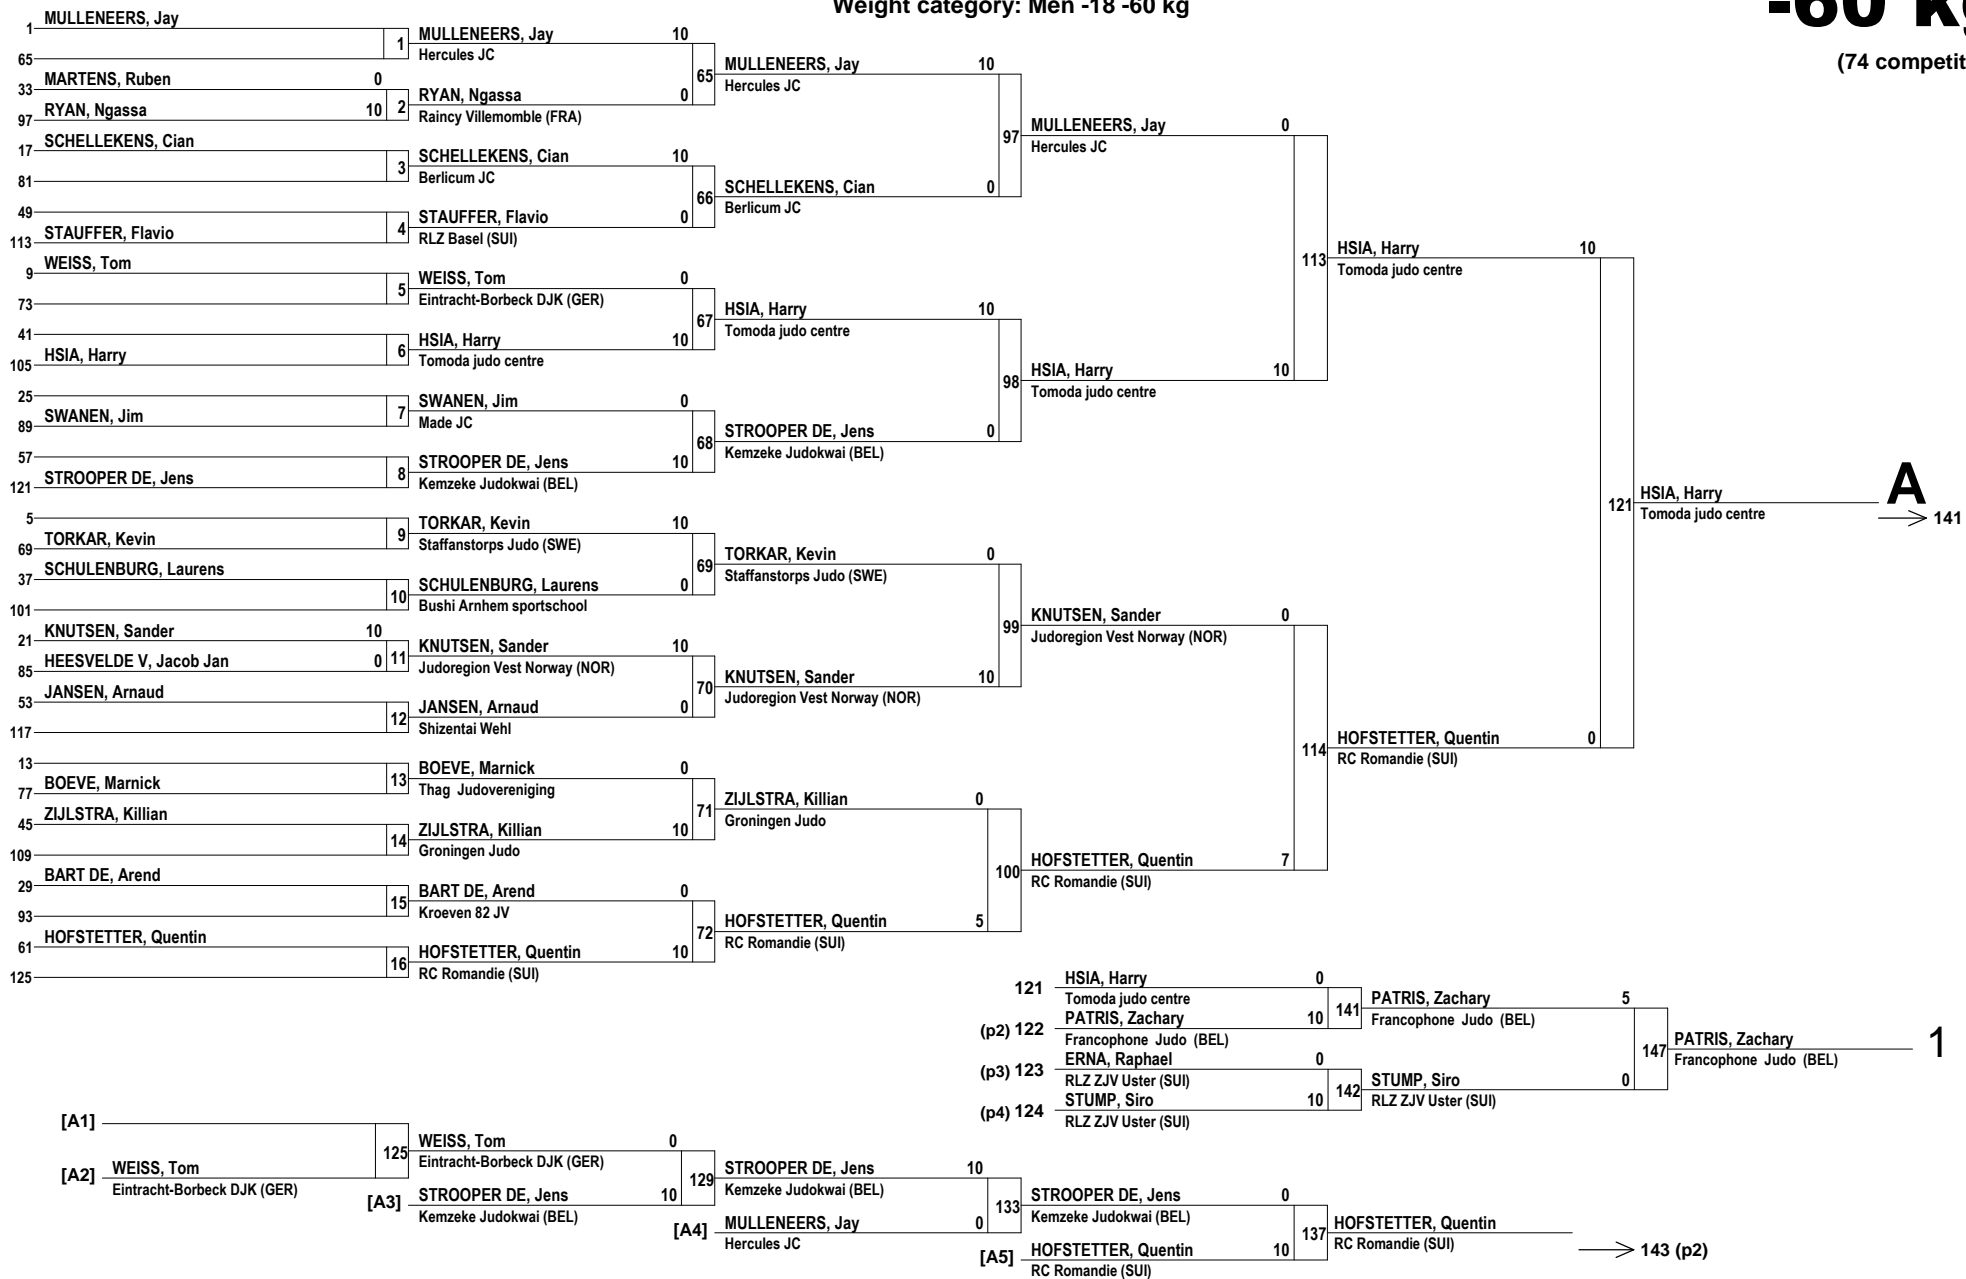 Weight category: Men -18 -60 kg
-60 kg
(74 competit
1 MULLENEERS, Jay
65
1
33 MARTENS, Ruben 0
97 RYAN, Ngassa 10
2
17 SCHELLEKENS, Cian
81
3
49
113 STAUFFER, Flavio
4
9 WEISS, Tom
73
5
41
105 HSIA, Harry
6
25
89 SWANEN, Jim
7
57
121 STROOPER DE, Jens
8
5
69 TORKAR, Kevin
9
37 SCHULENBURG, Laurens
101
10
21 KNUTSEN, Sander 10
85 HEESVELDE V, Jacob Jan 0
11
53 JANSEN, Arnaud
117
12
13
77 BOEVE, Marnick
13
45 ZIJLSTRA, Killian
109
14
29 BART DE, Arend
93
15
61 HOFSTETTER, Quentin
125
16
MULLENEERS, Jay 10
Hercules JC
65
RYAN, Ngassa 0
Raincy Villemomble (FRA)
SCHELLEKENS, Cian 10
Berlicum JC
66
STAUFFER, Flavio 0
RLZ Basel (SUI)
WEISS, Tom 0
Eintracht-Borbeck DJK (GER)
67
HSIA, Harry 10
Tomoda judo centre
SWANEN, Jim 0
Made JC
68
STROOPER DE, Jens 10
Kemzeke Judokwai (BEL)
TORKAR, Kevin 10
Staffanstorps Judo (SWE)
69
SCHULENBURG, Laurens 0
Bushi Arnhem sportschool
KNUTSEN, Sander 10
Judoregion Vest Norway (NOR)
70
JANSEN, Arnaud 0
Shizentai Wehl
BOEVE, Marnick 0
Thag Judovereniging
71
ZIJLSTRA, Killian 10
Groningen Judo
BART DE, Arend 0
Kroeven 82 JV
72
HOFSTETTER, Quentin 10
RC Romandie (SUI)
MULLENEERS, Jay 10
Hercules JC
97
SCHELLEKENS, Cian 0
Berlicum JC
HSIA, Harry 10
Tomoda judo centre
98
STROOPER DE, Jens 0
Kemzeke Judokwai (BEL)
TORKAR, Kevin 0
Staffanstorps Judo (SWE)
99
KNUTSEN, Sander 10
Judoregion Vest Norway (NOR)
ZIJLSTRA, Killian 0
Groningen Judo
100
HOFSTETTER, Quentin 5
RC Romandie (SUI)
MULLENEERS, Jay 0
Hercules JC
113
HSIA, Harry 10
Tomoda judo centre
KNUTSEN, Sander 0
Judoregion Vest Norway (NOR)
114
HOFSTETTER, Quentin 7
RC Romandie (SUI)
HSIA, Harry 10
Tomoda judo centre
121
HOFSTETTER, Quentin 0
RC Romandie (SUI)
HSIA, Harry
Tomoda judo centre
A
141
121 HSIA, Harry 0
Tomoda judo centre
141
(p2) 122 PATRIS, Zachary 10
Francophone Judo (BEL)
(p3) 123 ERNA, Raphael 0
RLZ ZJV Uster (SUI)
142
(p4) 124 STUMP, Siro 10
RLZ ZJV Uster (SUI)
PATRIS, Zachary 5
Francophone Judo (BEL)
147
STUMP, Siro 0
RLZ ZJV Uster (SUI)
PATRIS, Zachary
Francophone Judo (BEL)
1
[A1]
125
[A2] WEISS, Tom
Eintracht-Borbeck DJK (GER)
WEISS, Tom 0
Eintracht-Borbeck DJK (GER)
129
[A3] STROOPER DE, Jens 10
Kemzeke Judokwai (BEL)
STROOPER DE, Jens 10
Kemzeke Judokwai (BEL)
133
[A4] MULLENEERS, Jay 0
Hercules JC
STROOPER DE, Jens 0
Kemzeke Judokwai (BEL)
137
[A5] HOFSTETTER, Quentin 10
RC Romandie (SUI)
HOFSTETTER, Quentin
RC Romandie (SUI)
143 (p2)